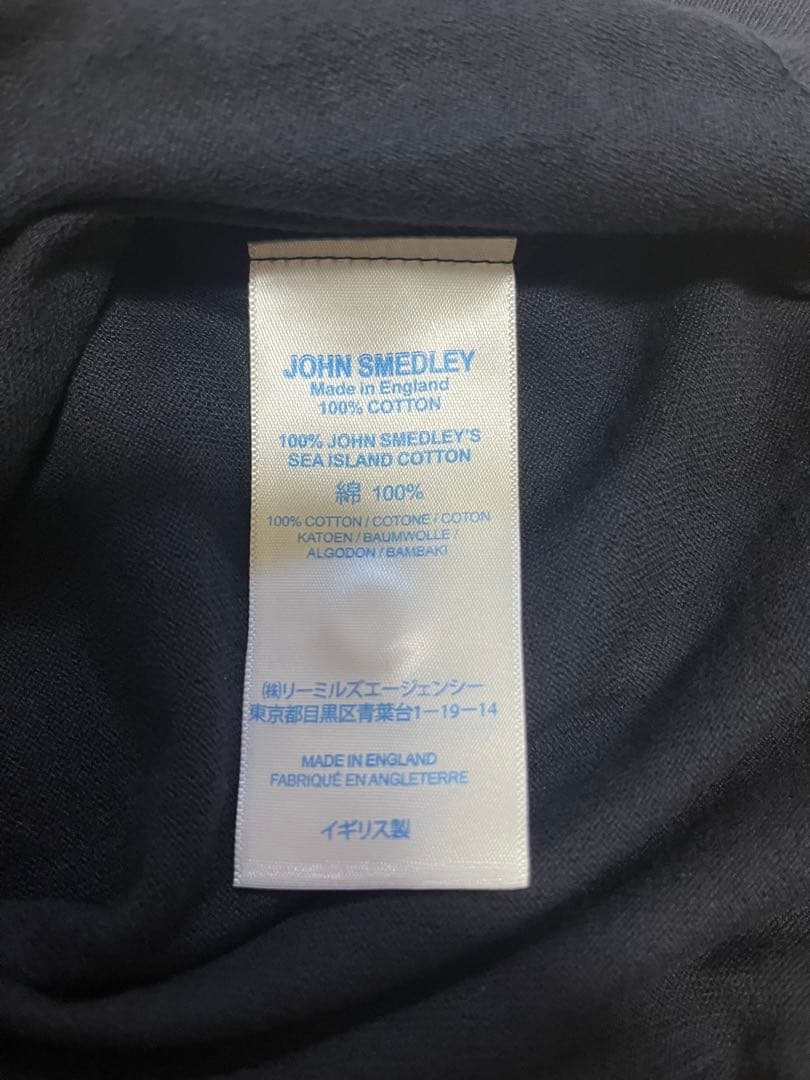 JOHN SMEDLEY
Made in England
100% COTTON
100% JOHN SMEDLEY'S
SEA ISLAND COTTON
綿 100%
100% COTTON / COTONE / COTON
KATOEN / BAUMWOLLE /
ALGODON / BAMBAKI
㈱リーミルズエージェンシー
東京都目黒区青葉台1-19-14
MADE IN ENGLAND
FABRIQUÉ EN ANGLETERRE
イギリス製